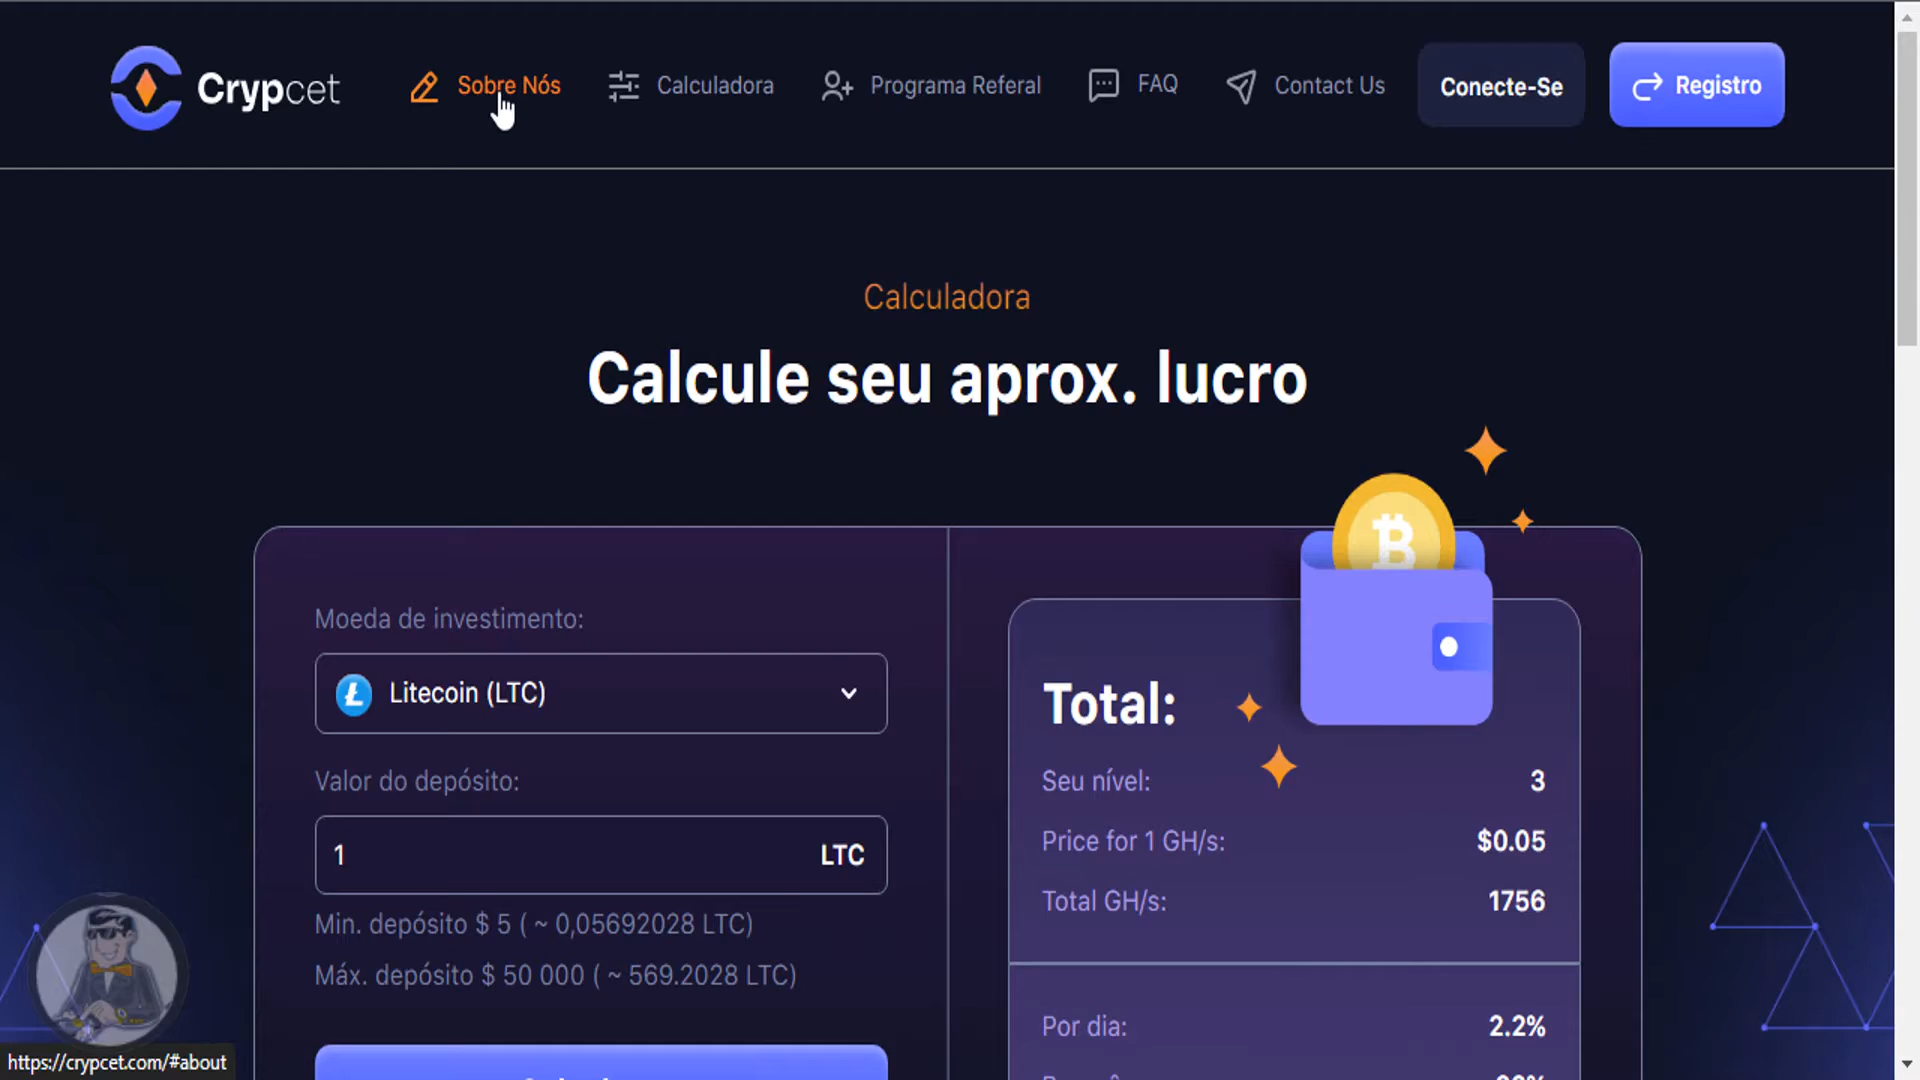 Crypcet
Sobre Nós
Calculadora
Programa Referal
FAQ
Contact Us
Conecte-Se
Registro
Calculadora
Calcule seu aprox. lucro
Moeda de investimento:
Litecoin (LTC)
Valor do depósito:
1 LTC
Min. depósito $ 5 ( ~ 0,05692028 LTC)
Máx. depósito $ 50 000 ( ~ 569.2028 LTC)
Total:
Seu nível: 3
Price for 1 GH/s: $0.05
Total GH/s: 1756
Por dia: 2.2%
https://crypcet.com/#about